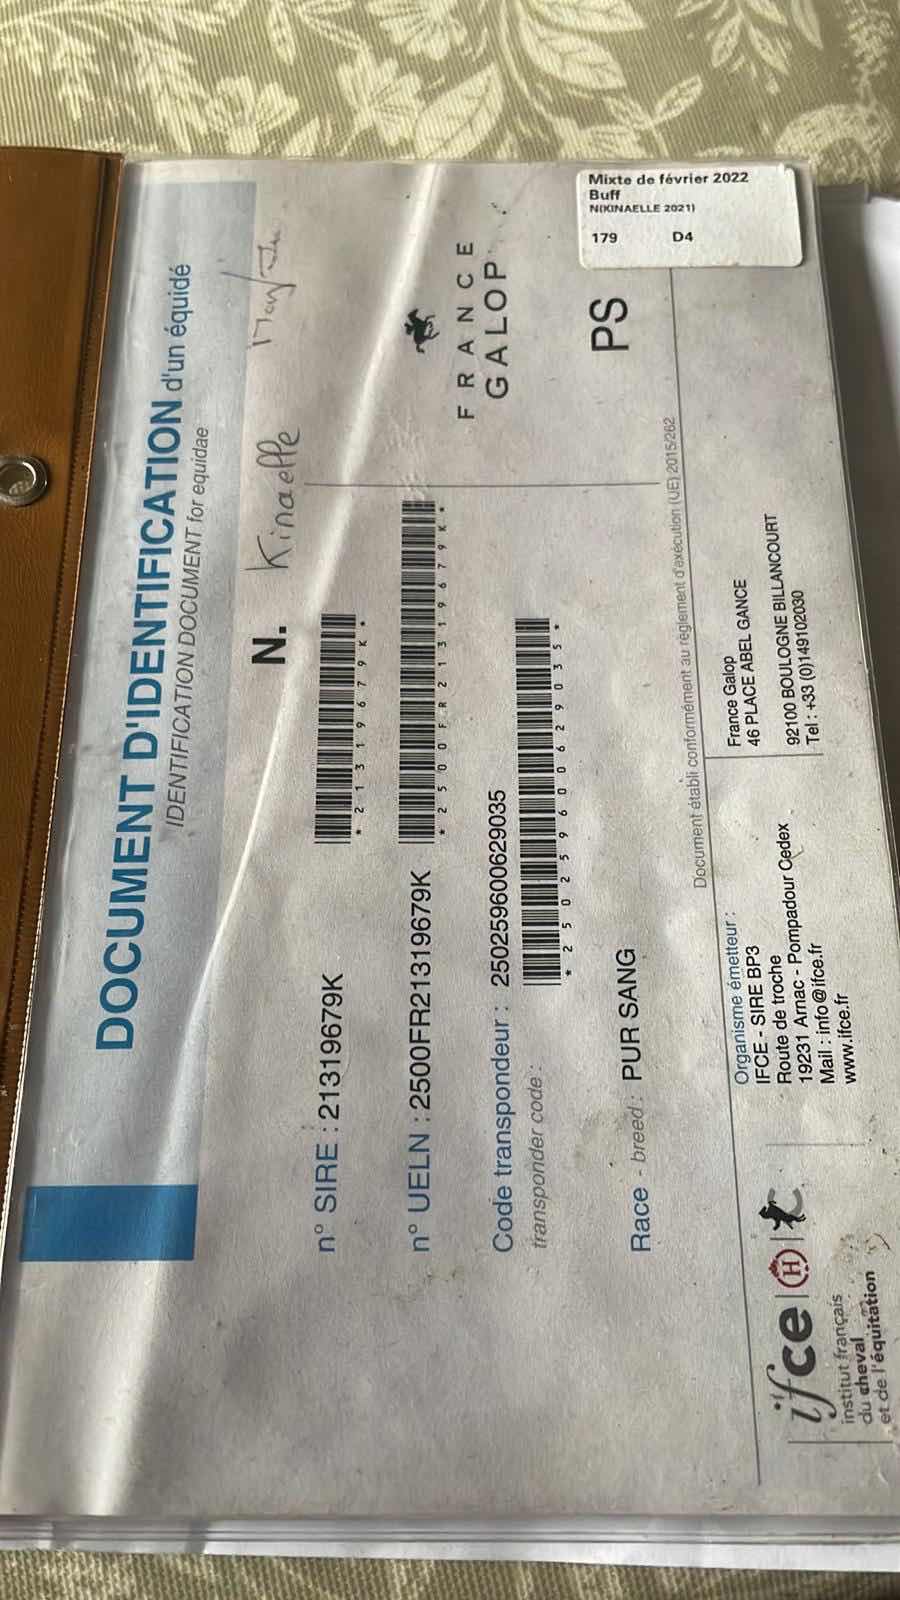 DOCUMENT D'IDENTIFICATION d'un équidé
IDENTIFICATION DOCUMENT for equidae
N. Kinaelle
n° SIRE : 21319679K
*21319679K*
n° UELN : 2500FR21319679K
*2500FR21319679K*
Code transpondeur : 250259600629035
transponder code :
*250259600629035*
Race - breed : PUR SANG
FRANCE
GALOP
PS
Mixte de février 2022
Buff
N(KINAELLE 2021)
179 D4
Document établi conformément au règlement d'exécution (UE) 2015/262
ifce
institut français
du cheval
et de l'équitation
Organisme émetteur :
IFCE - SIRE BP3
Route de troche
19231 Arnac - Pompadour Cedex
Mail : info@ifce.fr
www.ifce.fr
France Galop
46 PLACE ABEL GANCE
92100 BOULOGNE BILLANCOURT
Tel : +33 (0)149102030